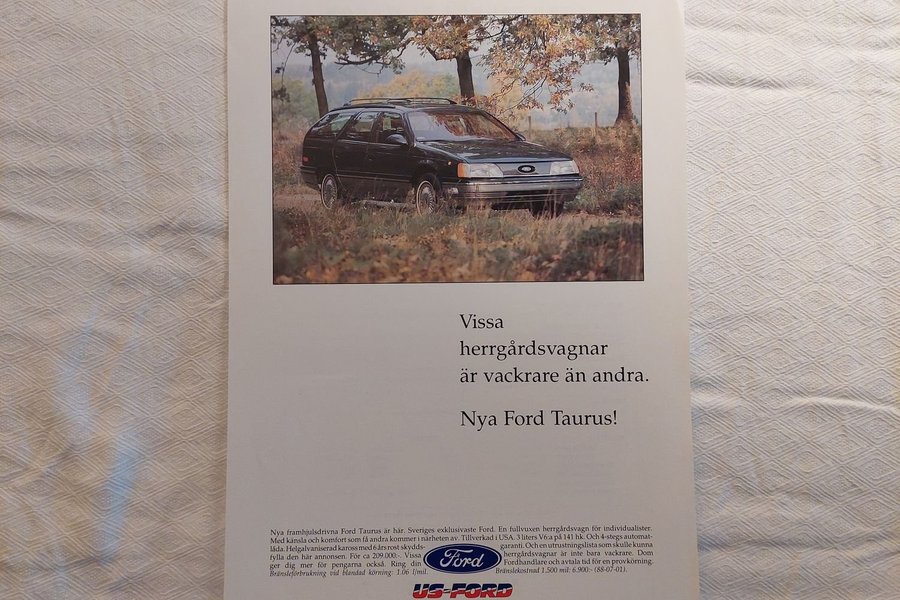 Vissa
herrgårdsvagnar
är vackrare än andra.
Nya Ford Taurus!
Nya framhjulsdrivna Ford Taurus är här. Sveriges exklusivaste Ford. En fullvuxen herrgårdsvagn för individualister.
Med känsla och komfort som få andra kommer i närheten av. Tillverkad i USA. 3 liters V6:a på 141 hk. Och 4-stegs automat-
låda. Helgalvaniserad kaross med 6 års rostskydds-garanti. Och en utrustningslista som skulle kunna
fylla den här annonsen. För ca 209.000:-. Vissa herrgårdsvagnar är inte bara vackrare. Dom
ger dig mer för pengarna också. Ring din Fordhandlare och avtala tid för en provkörning.
Bränsleförbrukning vid blandad körning: 1.06 l/mil. Bränslekostnad 1.500 mil: 6.900:- (88-07-01).
Ford
US-FORD